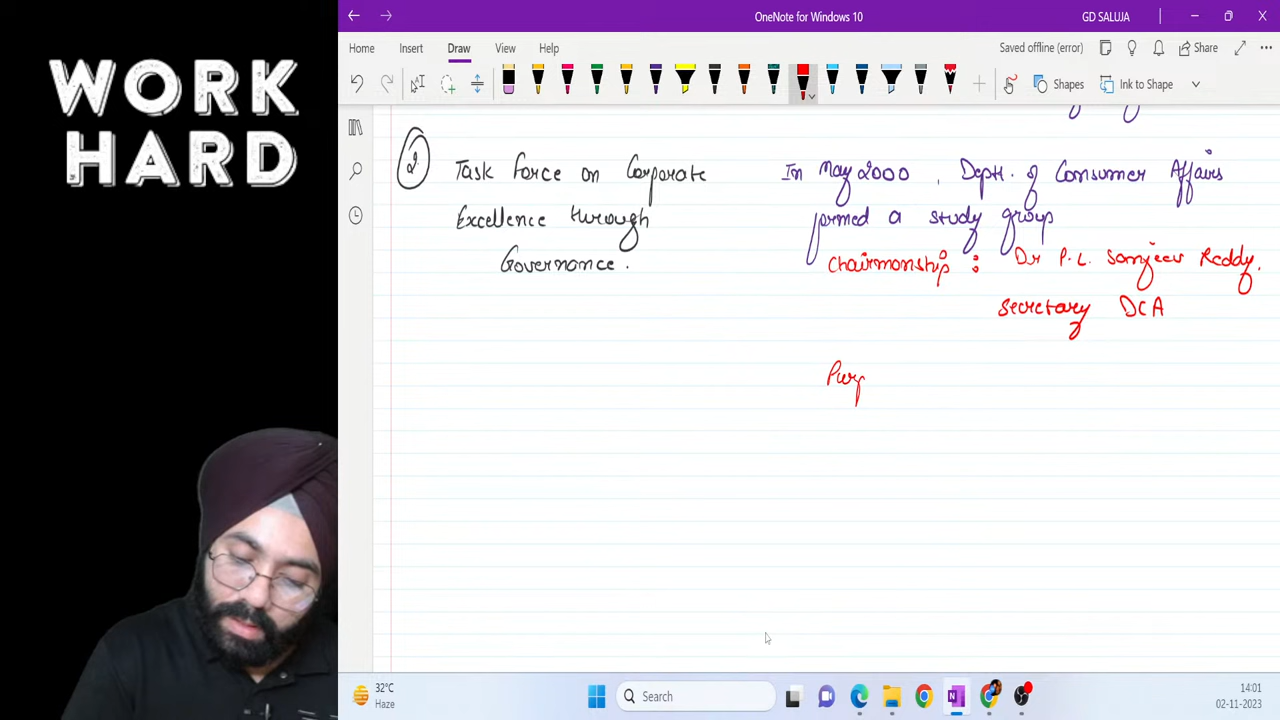 WORK
HARD
OneNote for Windows 10
GD SALUJA
Home Insert Draw View Help
Saved offline (error)
Share
Shapes
Ink to Shape
2
Task Force on Corporate
Excellence through
Governance.
In May 2000, Deptt. of Consumer Affairs
formed a study group
Chairmanship : Dr P.L. Sanjeev Reddy.
Secretary DCA
Purp
Search
32°C
Haze
14:01
02-11-2023